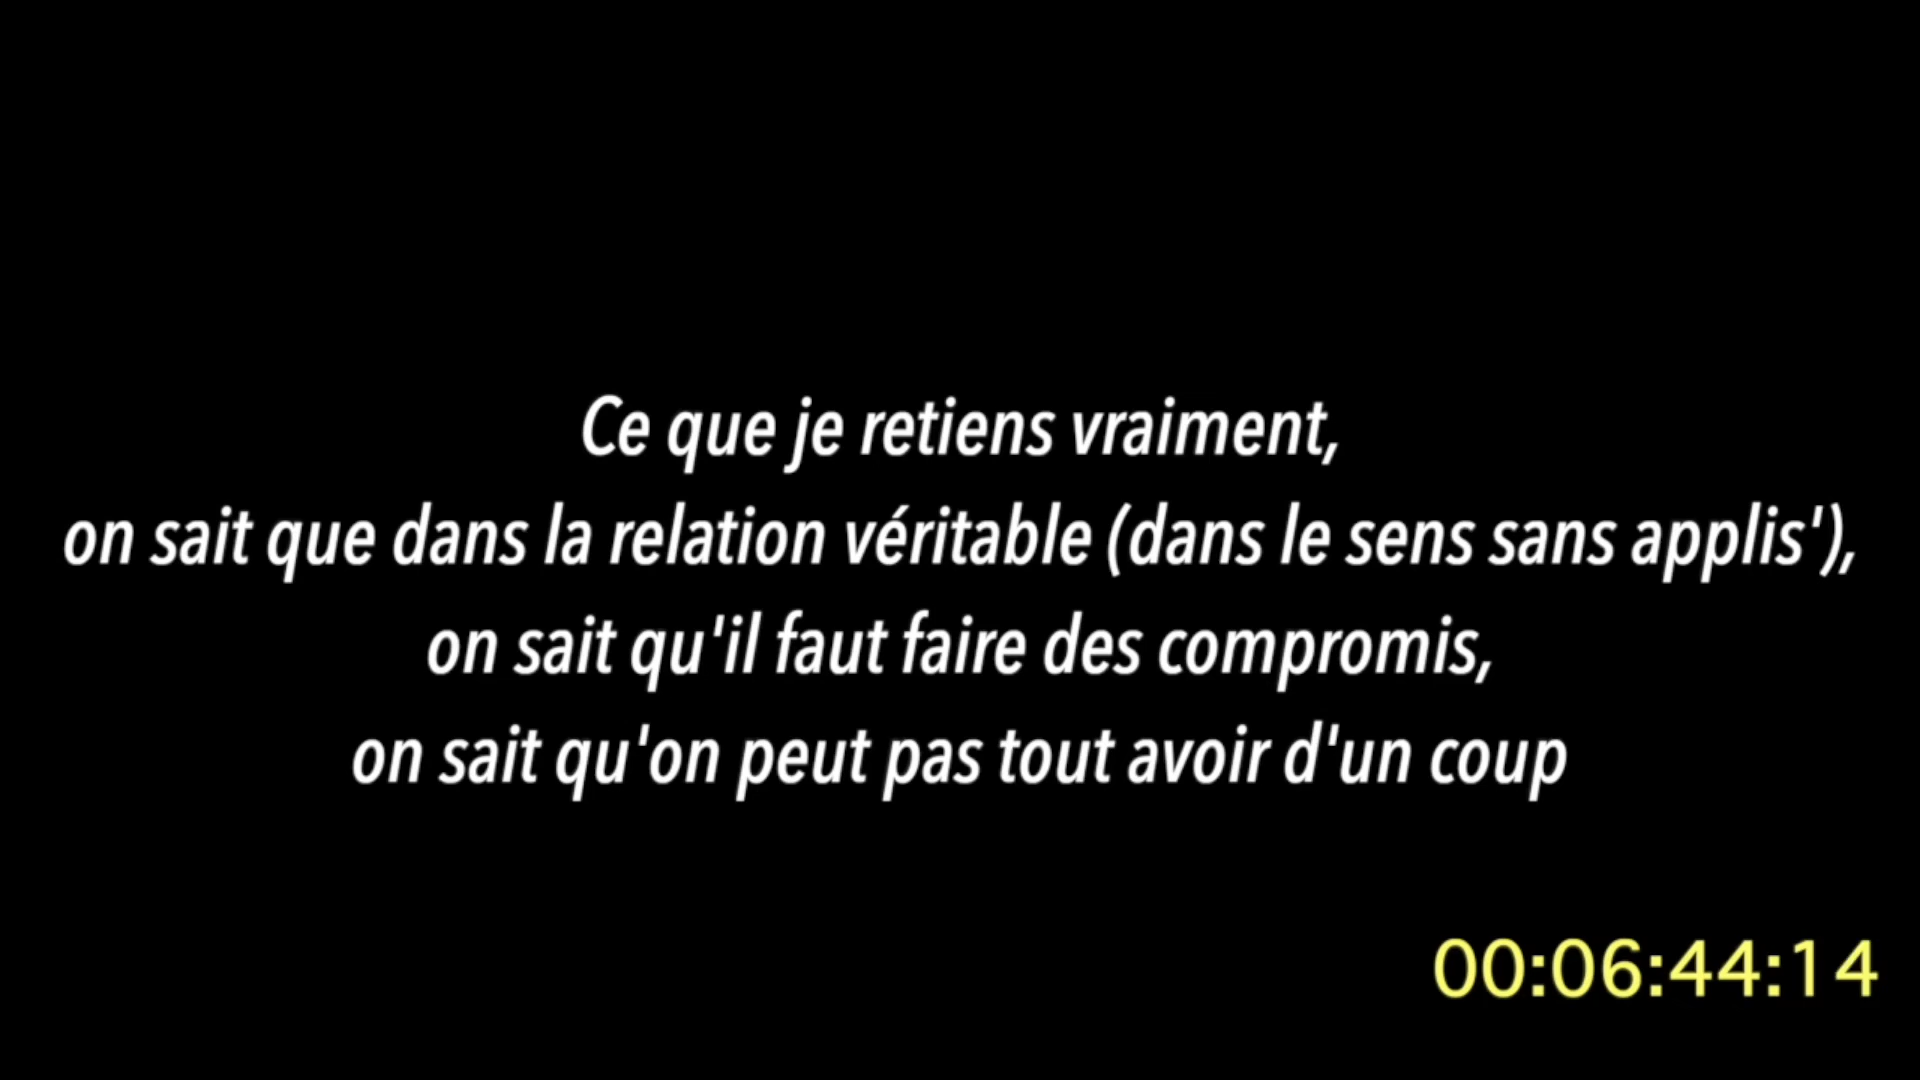 Ce que je retiens vraiment,
on sait que dans la relation véritable (dans le sens sans applis'),
on sait qu'il faut faire des compromis,
on sait qu'on peut pas tout avoir d'un coup
00:06:44:14